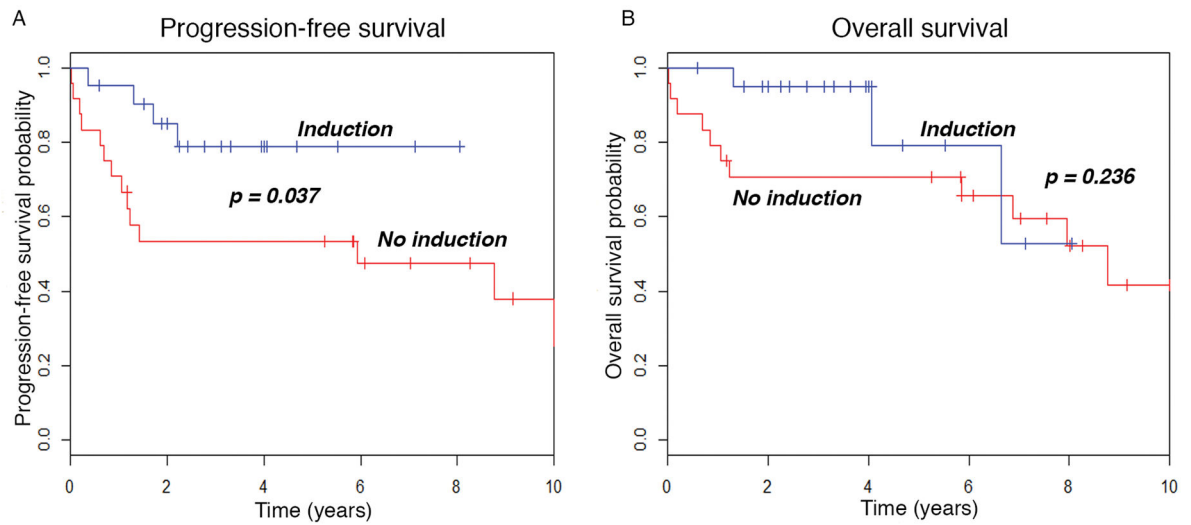 A
Progression-free survival
Progression-free survival probability
1.0
0.8
0.6
0.4
0.2
0.0
Induction
p = 0.037
No induction
0 2 4 6 8 10
Time (years)
B
Overall survival
Overall survival probability
1.0
0.8
0.6
0.4
0.2
0.0
Induction
p = 0.236
No induction
0 2 4 6 8 10
Time (years)